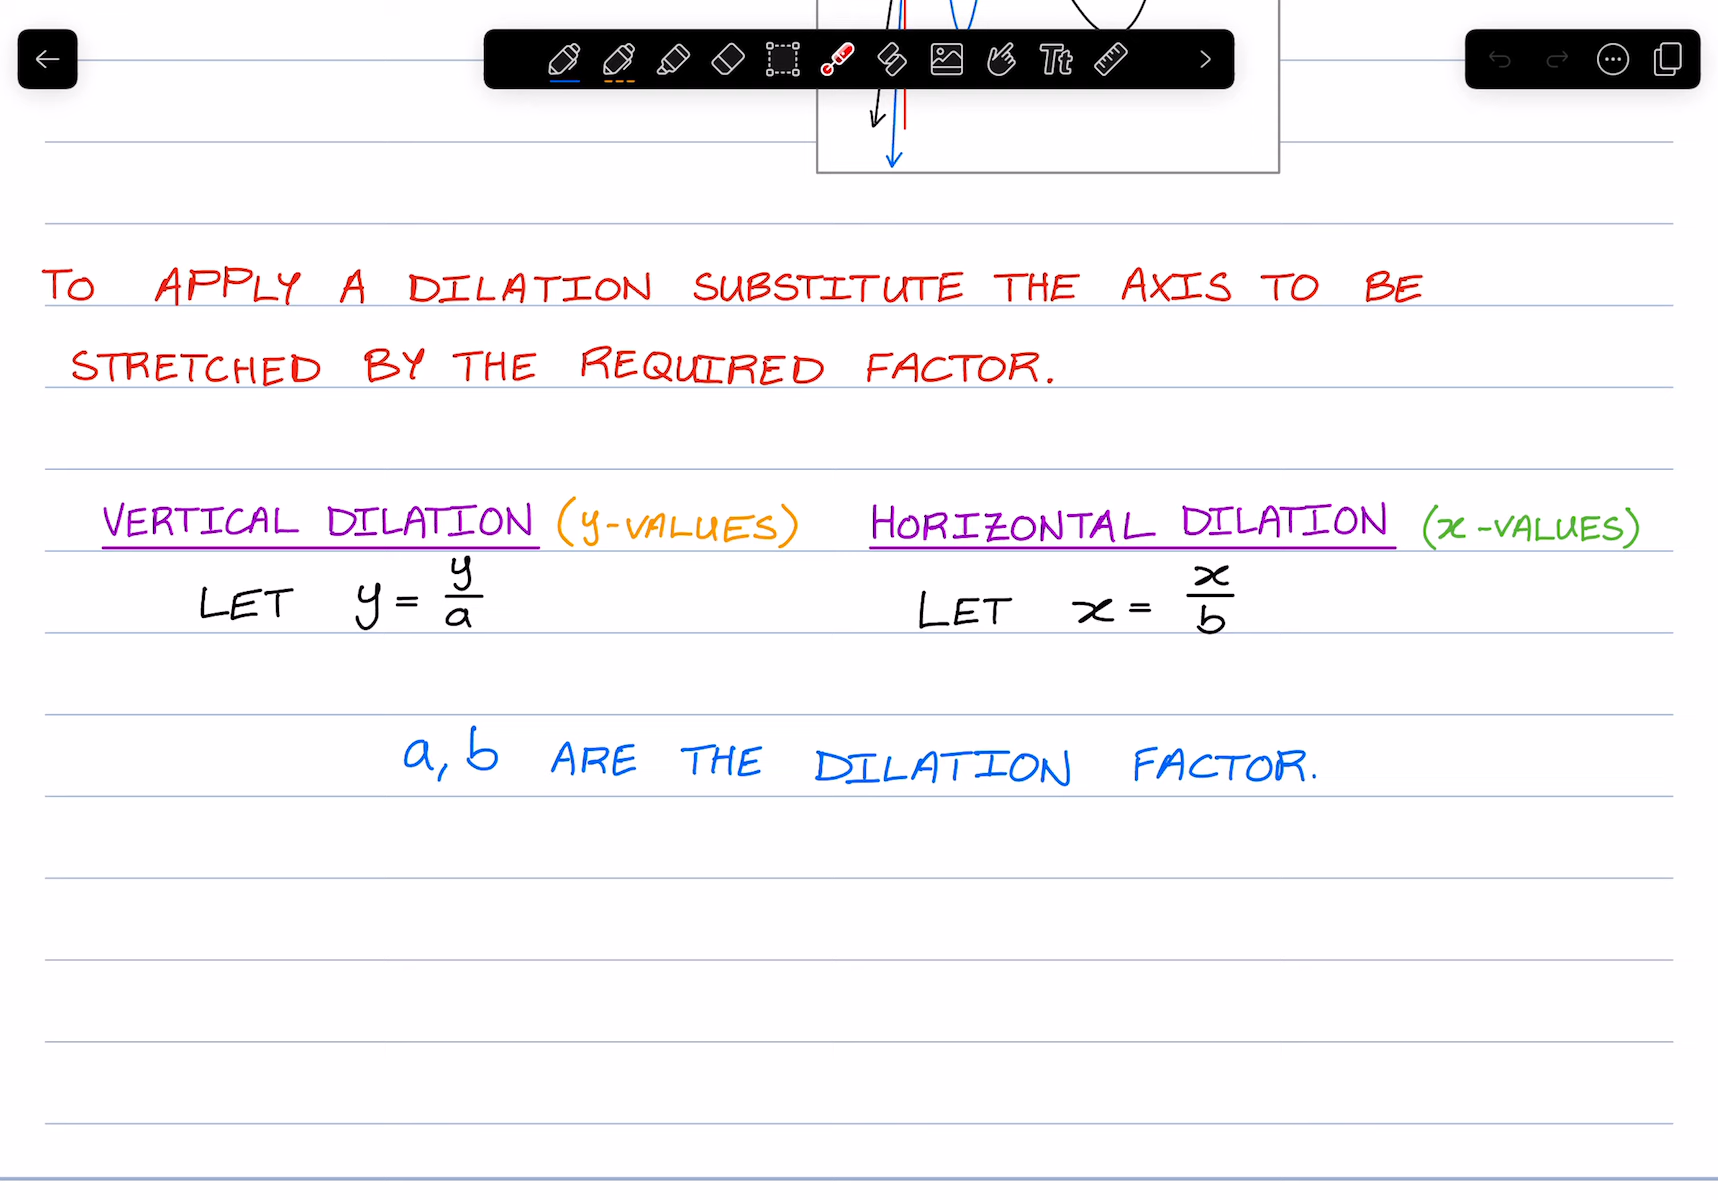 Tt
TO APPLY A DILATION SUBSTITUTE THE AXIS TO BE
STRETCHED BY THE REQUIRED FACTOR.
VERTICAL DILATION (y-VALUES) HORIZONTAL DILATION (x-VALUES)
LET y = y/a LET x = x/b
a, b ARE THE DILATION FACTOR.